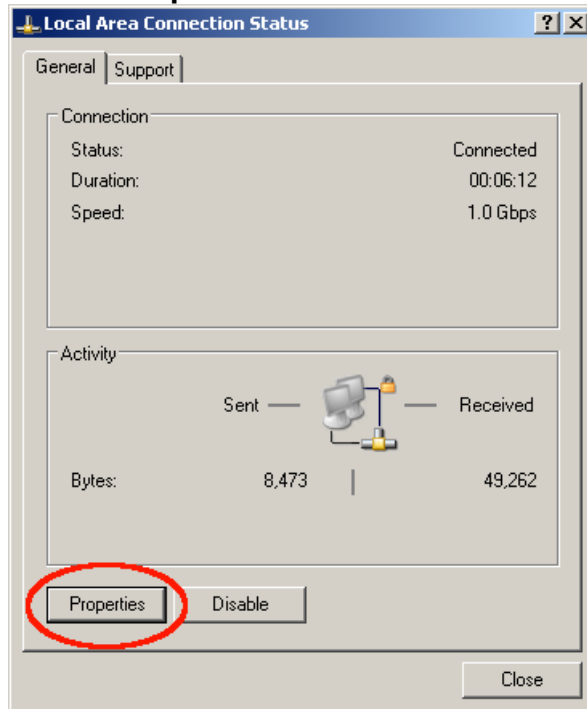 Local Area Connection Status
General Support
Connection
Status: Connected
Duration: 00:06:12
Speed: 1.0 Gbps
Activity
Sent — — Received
Bytes: 8,473 | 49,262
Properties Disable
Close